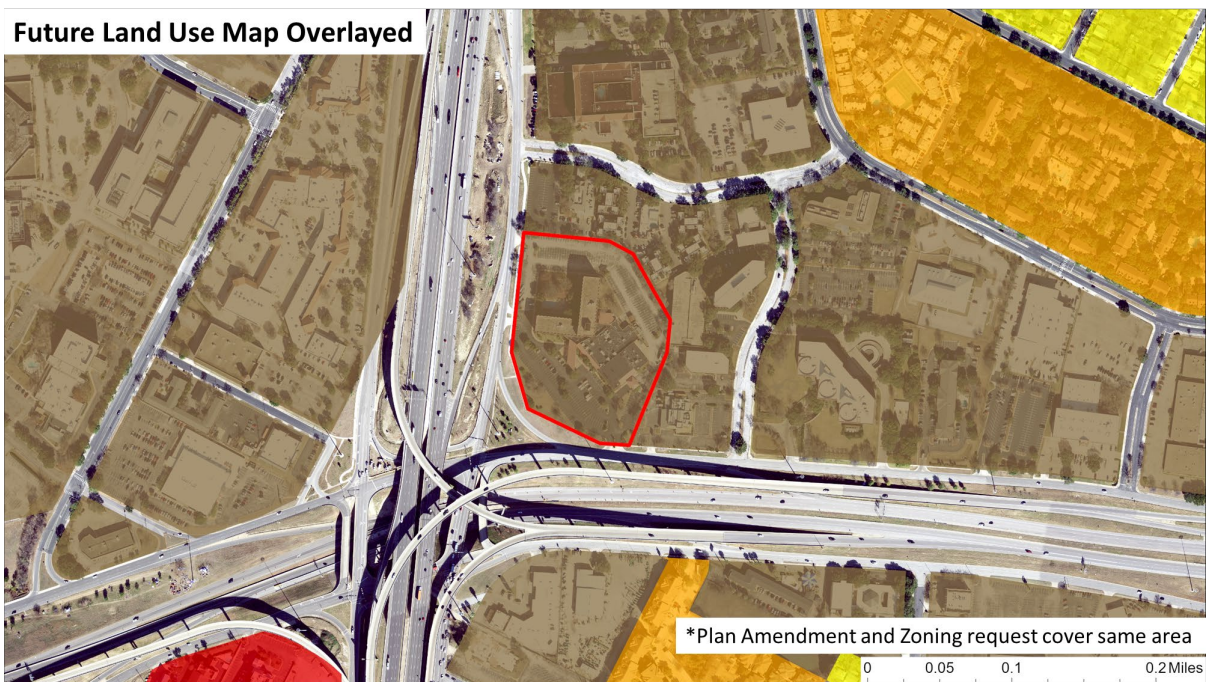 Future Land Use Map Overlayed
*Plan Amendment and Zoning request cover same area
0 0.05 0.1 0.2 Miles